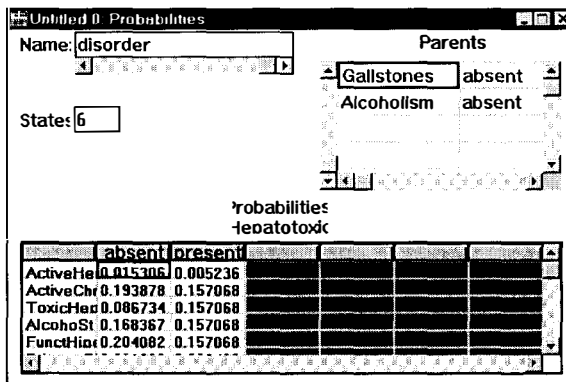 Untitled 0: Probabilities
Name: disorder
Parents
Gallstones absent
Alcoholism absent
States 6
Probabilities
Hepatotoxic
absent present
ActiveHe 0.015306 0.005236
ActiveChr 0.193878 0.157068
ToxicHep 0.086734 0.157068
AlcohoSt 0.168367 0.157068
FunctHipe 0.204082 0.157068